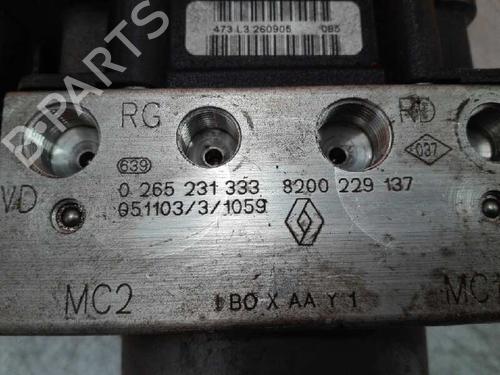 473 L3 260905 085
RG RD
639 037
0 265 231 333 8200 229 137
VD
051103/3/1059
MC2 MC1
1 BO X AA Y 1
B-PARTS